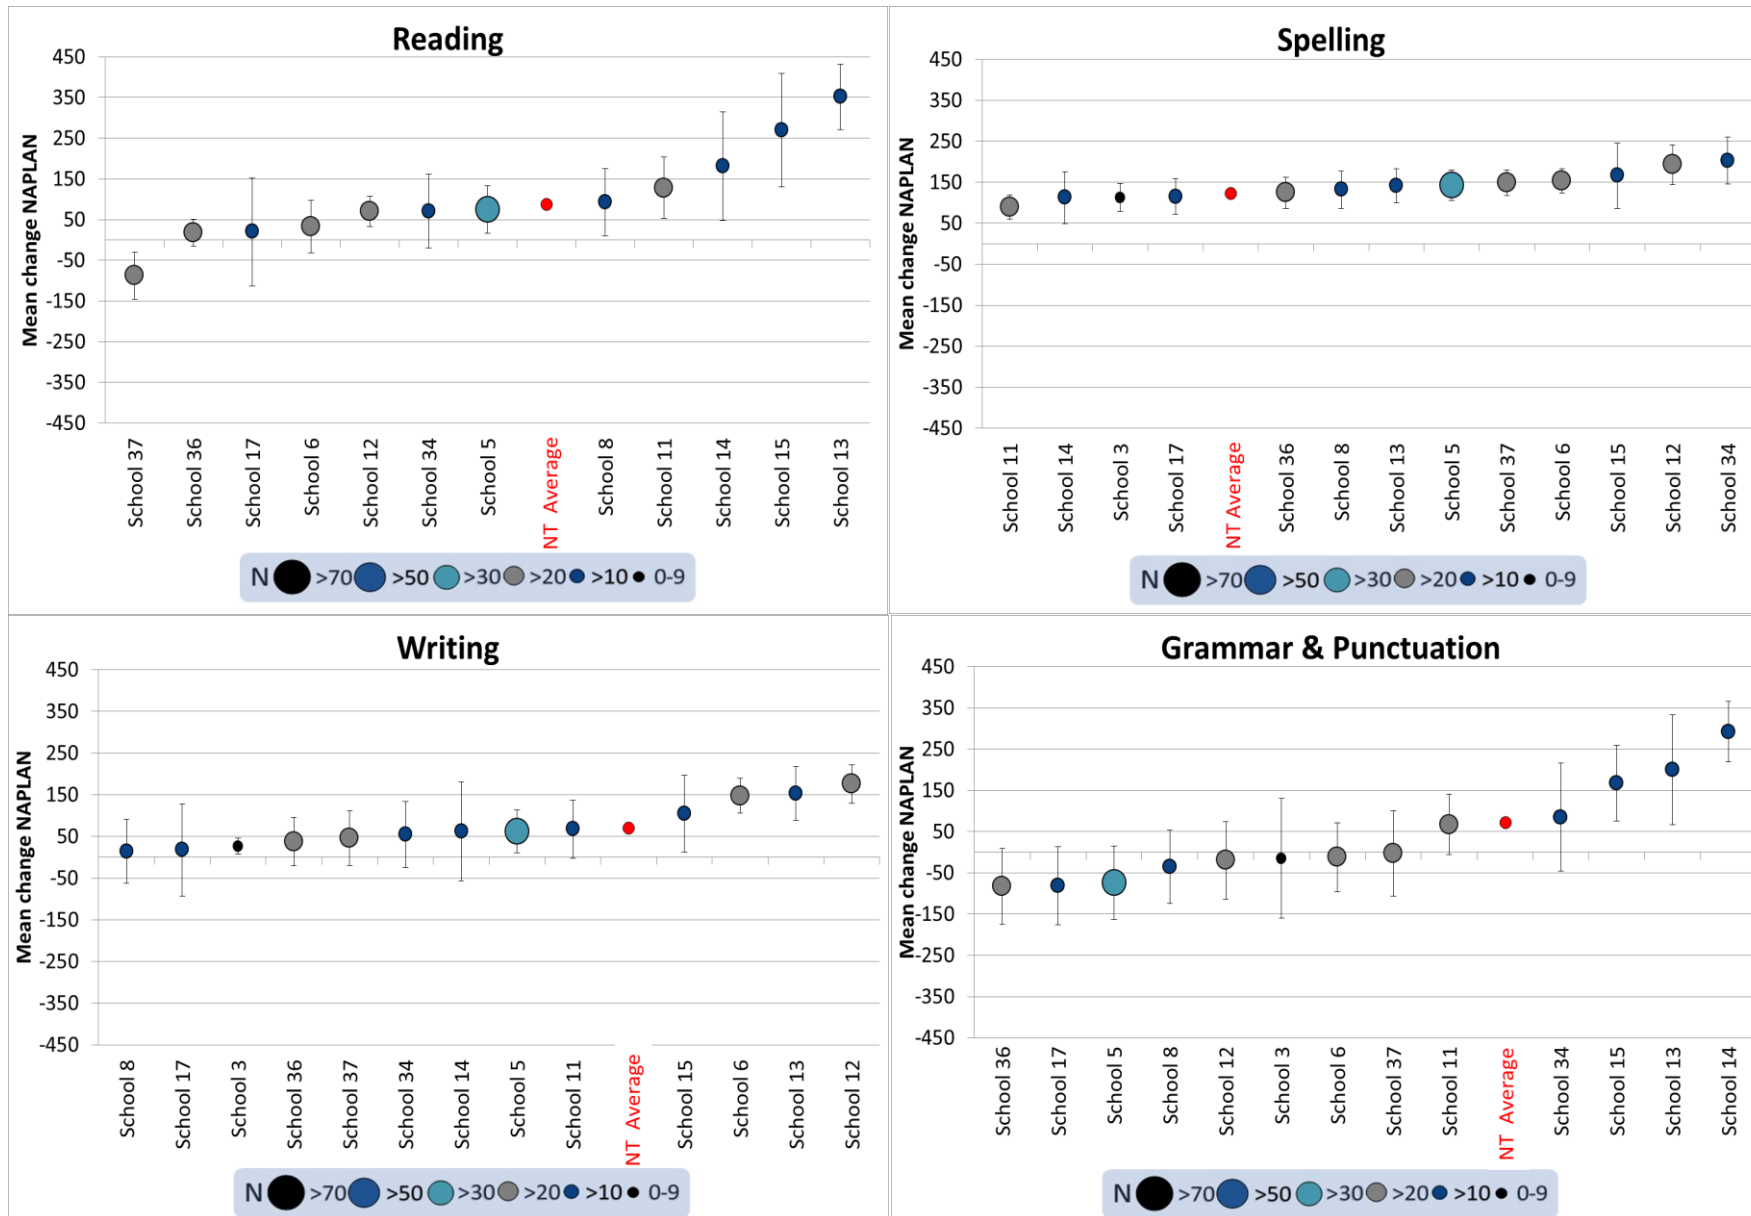 Reading
450
350
250
150
50
-50
-150
-250
-350
-450
Mean change NAPLAN
School 37
School 36
School 17
School 6
School 12
School 34
School 5
NT Average
School 8
School 11
School 14
School 15
School 13
N >70 >50 >30 >20 >10 0-9
Spelling
450
350
250
150
50
-50
-150
-250
-350
-450
Mean change NAPLAN
School 11
School 14
School 3
School 17
NT Average
School 36
School 8
School 13
School 5
School 37
School 6
School 15
School 12
School 34
N >70 >50 >30 >20 >10 0-9
Writing
450
350
250
150
50
-50
-150
-250
-350
-450
Mean change NAPLAN
School 8
School 17
School 3
School 36
School 37
School 34
School 14
School 5
School 11
NT Average
School 15
School 6
School 13
School 12
N >70 >50 >30 >20 >10 0-9
Grammar & Punctuation
450
350
250
150
50
-50
-150
-250
-350
-450
Mean change NAPLAN
School 36
School 17
School 5
School 8
School 12
School 3
School 6
School 37
School 11
NT Average
School 34
School 15
School 13
School 14
N >70 >50 >30 >20 >10 0-9